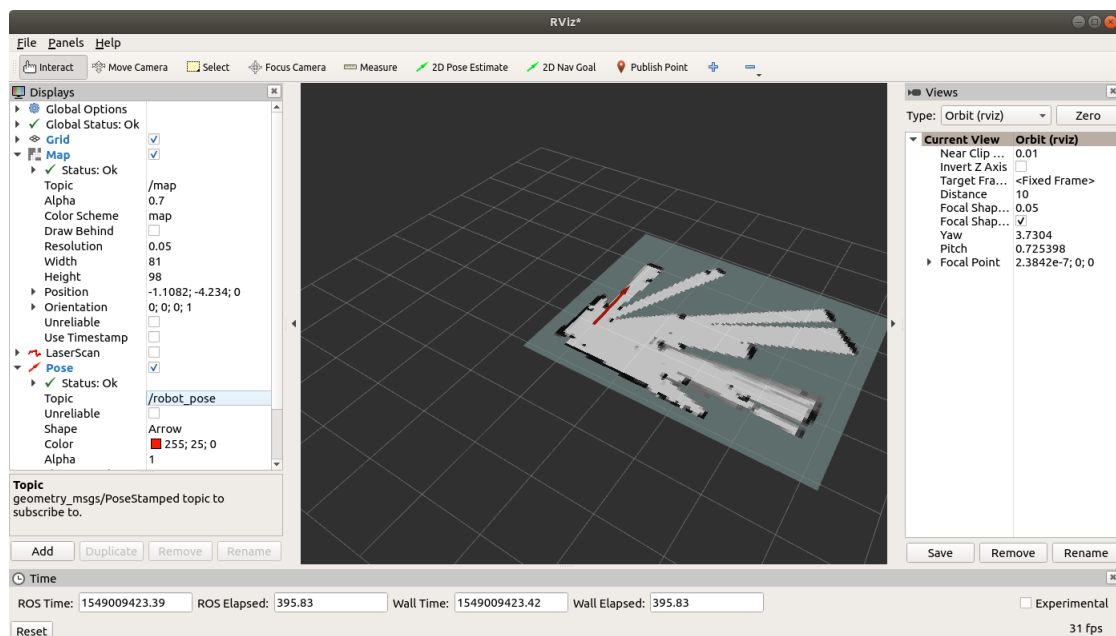 RViz*
File Panels Help
Interact Move Camera Select Focus Camera Measure 2D Pose Estimate 2D Nav Goal Publish Point
Displays
Global Options
Global Status: Ok
Grid
Map
Status: Ok
Topic /map
Alpha 0.7
Color Scheme map
Draw Behind
Resolution 0.05
Width 81
Height 98
Position -1.1082; -4.234; 0
Orientation 0; 0; 0; 1
Unreliable
Use Timestamp
LaserScan
Pose
Status: Ok
Topic /robot_pose
Unreliable
Shape Arrow
Color 255; 25; 0
Alpha 1
Topic
geometry_msgs/PoseStamped topic to
subscribe to.
Add Duplicate Remove Rename
Views
Type: Orbit (rviz) Zero
Current View Orbit (rviz)
Near Clip ... 0.01
Invert Z Axis
Target Fra... <Fixed Frame>
Distance 10
Focal Shap... 0.05
Focal Shap...
Yaw 3.7304
Pitch 0.725398
Focal Point 2.3842e-7; 0; 0
Save Remove Rename
Time
ROS Time: 1549009423.39 ROS Elapsed: 395.83 Wall Time: 1549009423.42 Wall Elapsed: 395.83 Experimental
Reset 31 fps